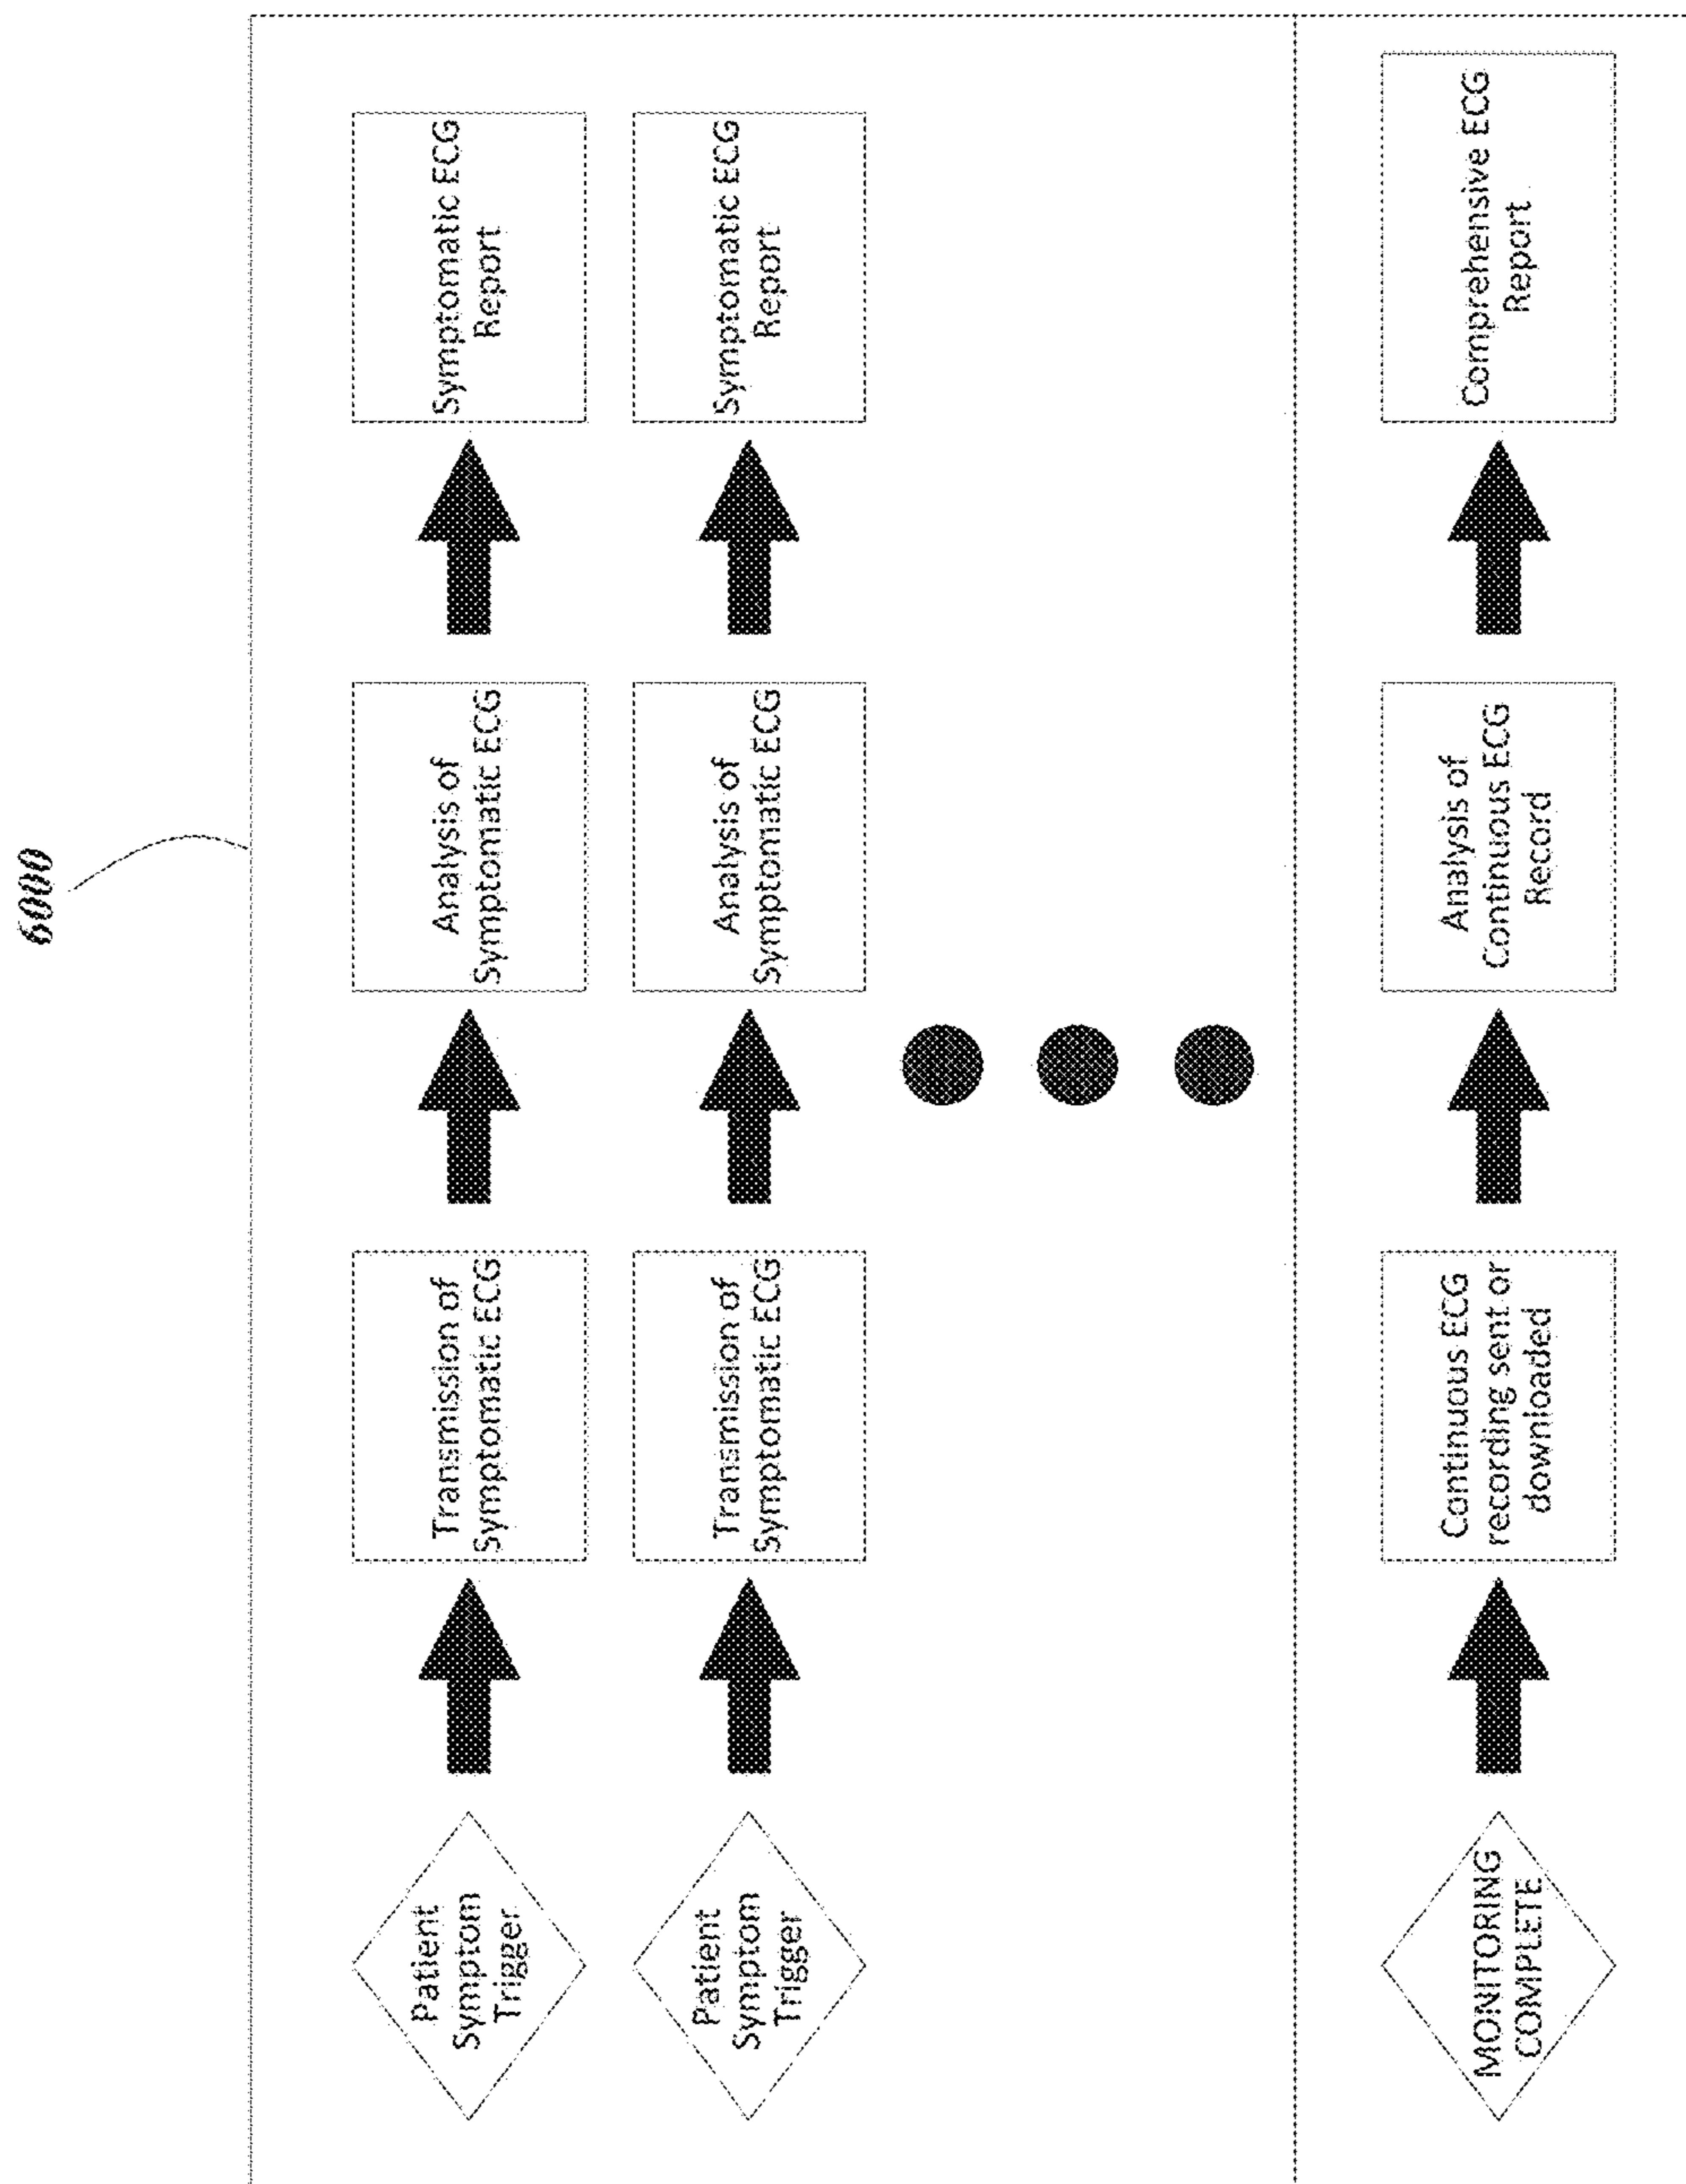 6000
Patient
Symptom
Trigger
Transmission of
Symptomatic ECG
Analysis of
Symptomatic ECG
Symptomatic ECG
Report
Patient
Symptom
Trigger
Transmission of
Symptomatic ECG
Analysis of
Symptomatic ECG
Symptomatic ECG
Report
MONITORING
COMPLETE
Continuous ECG
recording sent or
downloaded
Analysis of
Continuous ECG
Record
Comprehensive ECG
Report